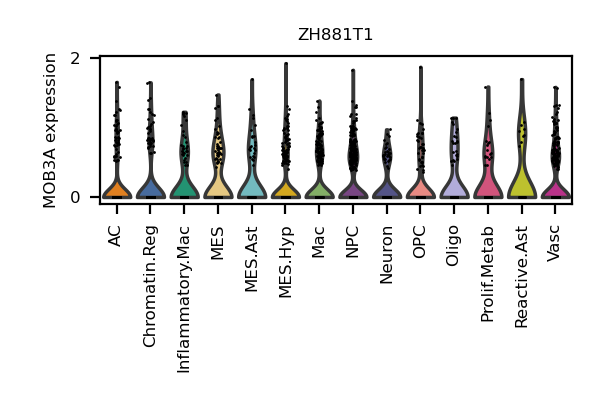 ZH881T1
MOB3A expression
2
0
AC
Chromatin.Reg
Inflammatory.Mac
MES
MES.Ast
MES.Hyp
Mac
NPC
Neuron
OPC
Oligo
Prolif.Metab
Reactive.Ast
Vasc